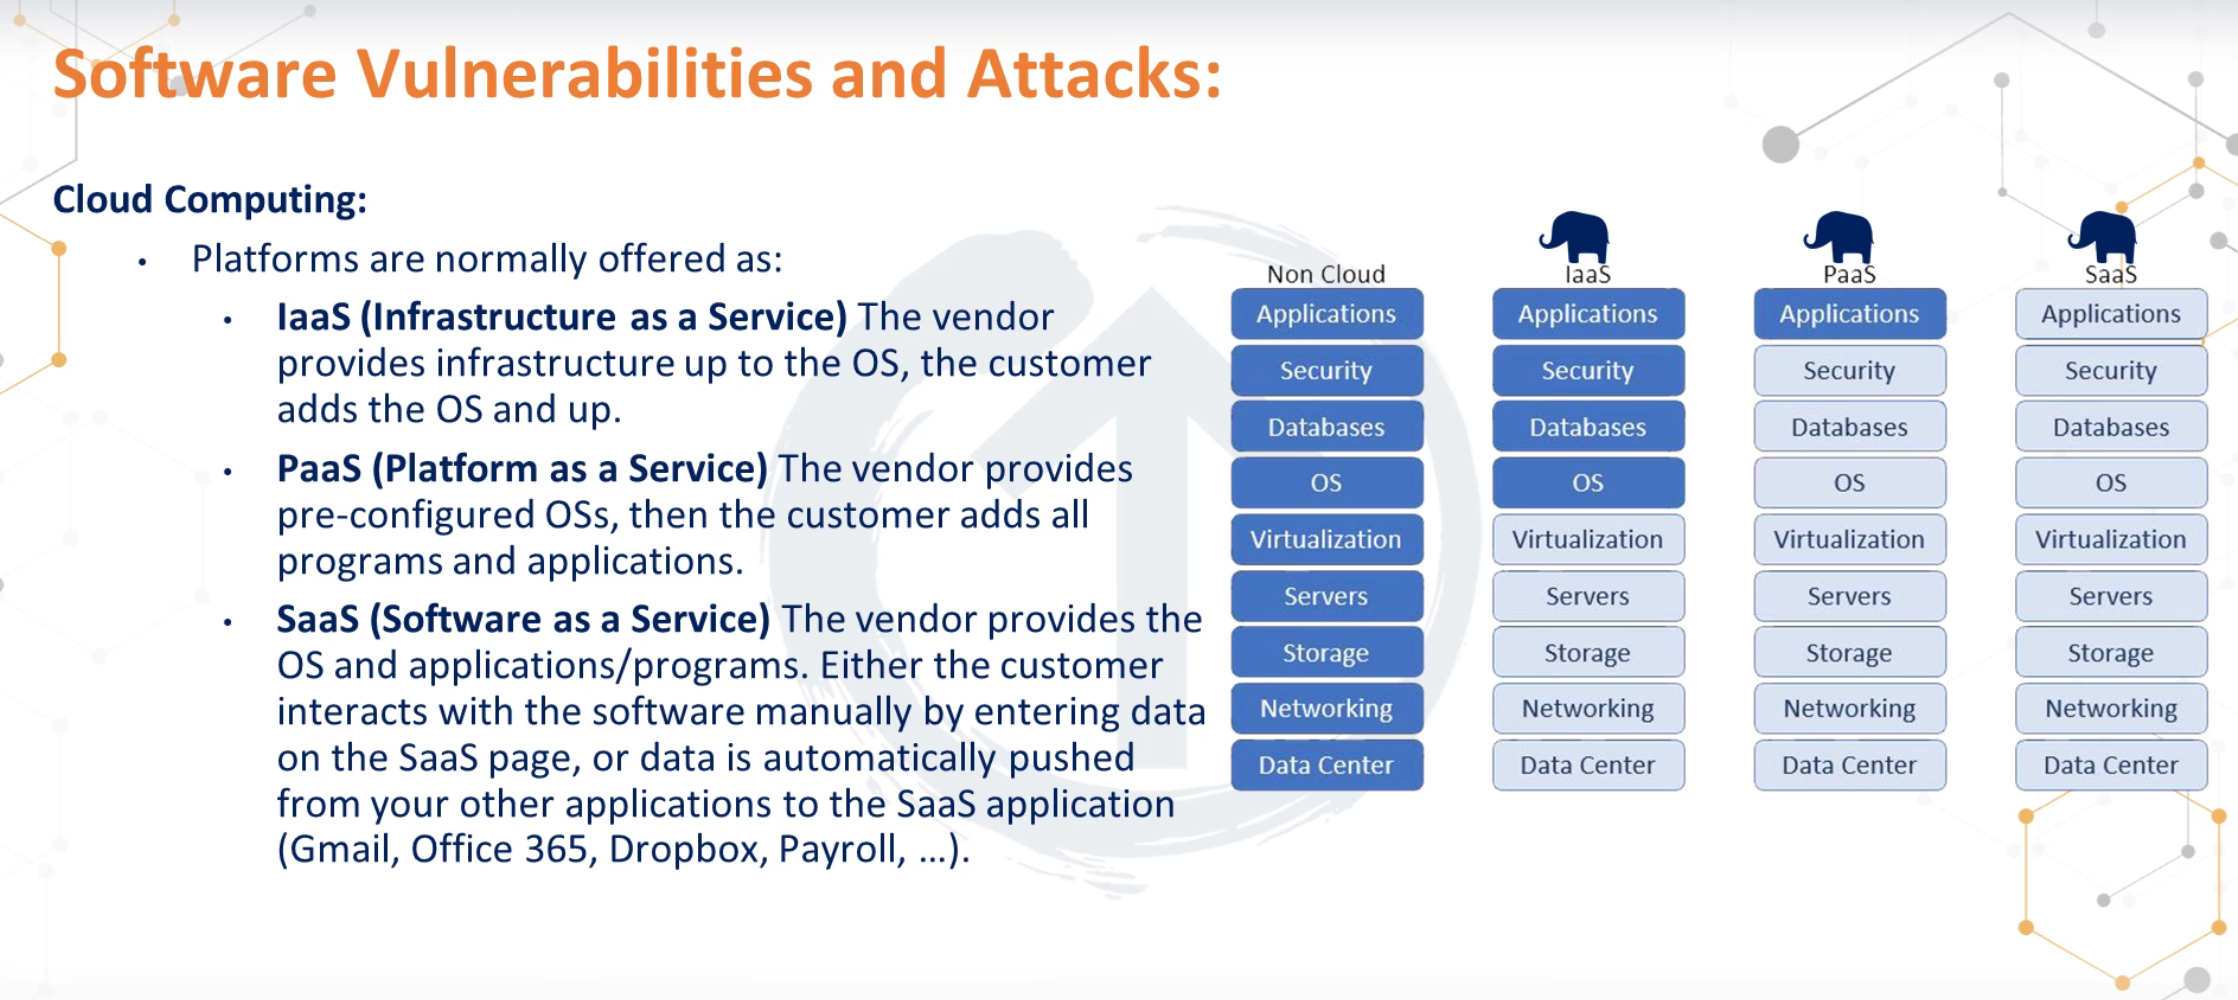 Software Vulnerabilities and Attacks:
Cloud Computing:
• Platforms are normally offered as:
• IaaS (Infrastructure as a Service) The vendor
provides infrastructure up to the OS, the customer
adds the OS and up.
• PaaS (Platform as a Service) The vendor provides
pre-configured OSs, then the customer adds all
programs and applications.
• SaaS (Software as a Service) The vendor provides the
OS and applications/programs. Either the customer
interacts with the software manually by entering data
on the SaaS page, or data is automatically pushed
from your other applications to the SaaS application
(Gmail, Office 365, Dropbox, Payroll, …).
Non Cloud
Applications
Security
Databases
OS
Virtualization
Servers
Storage
Networking
Data Center
IaaS
Applications
Security
Databases
OS
Virtualization
Servers
Storage
Networking
Data Center
PaaS
Applications
Security
Databases
OS
Virtualization
Servers
Storage
Networking
Data Center
SaaS
Applications
Security
Databases
OS
Virtualization
Servers
Storage
Networking
Data Center